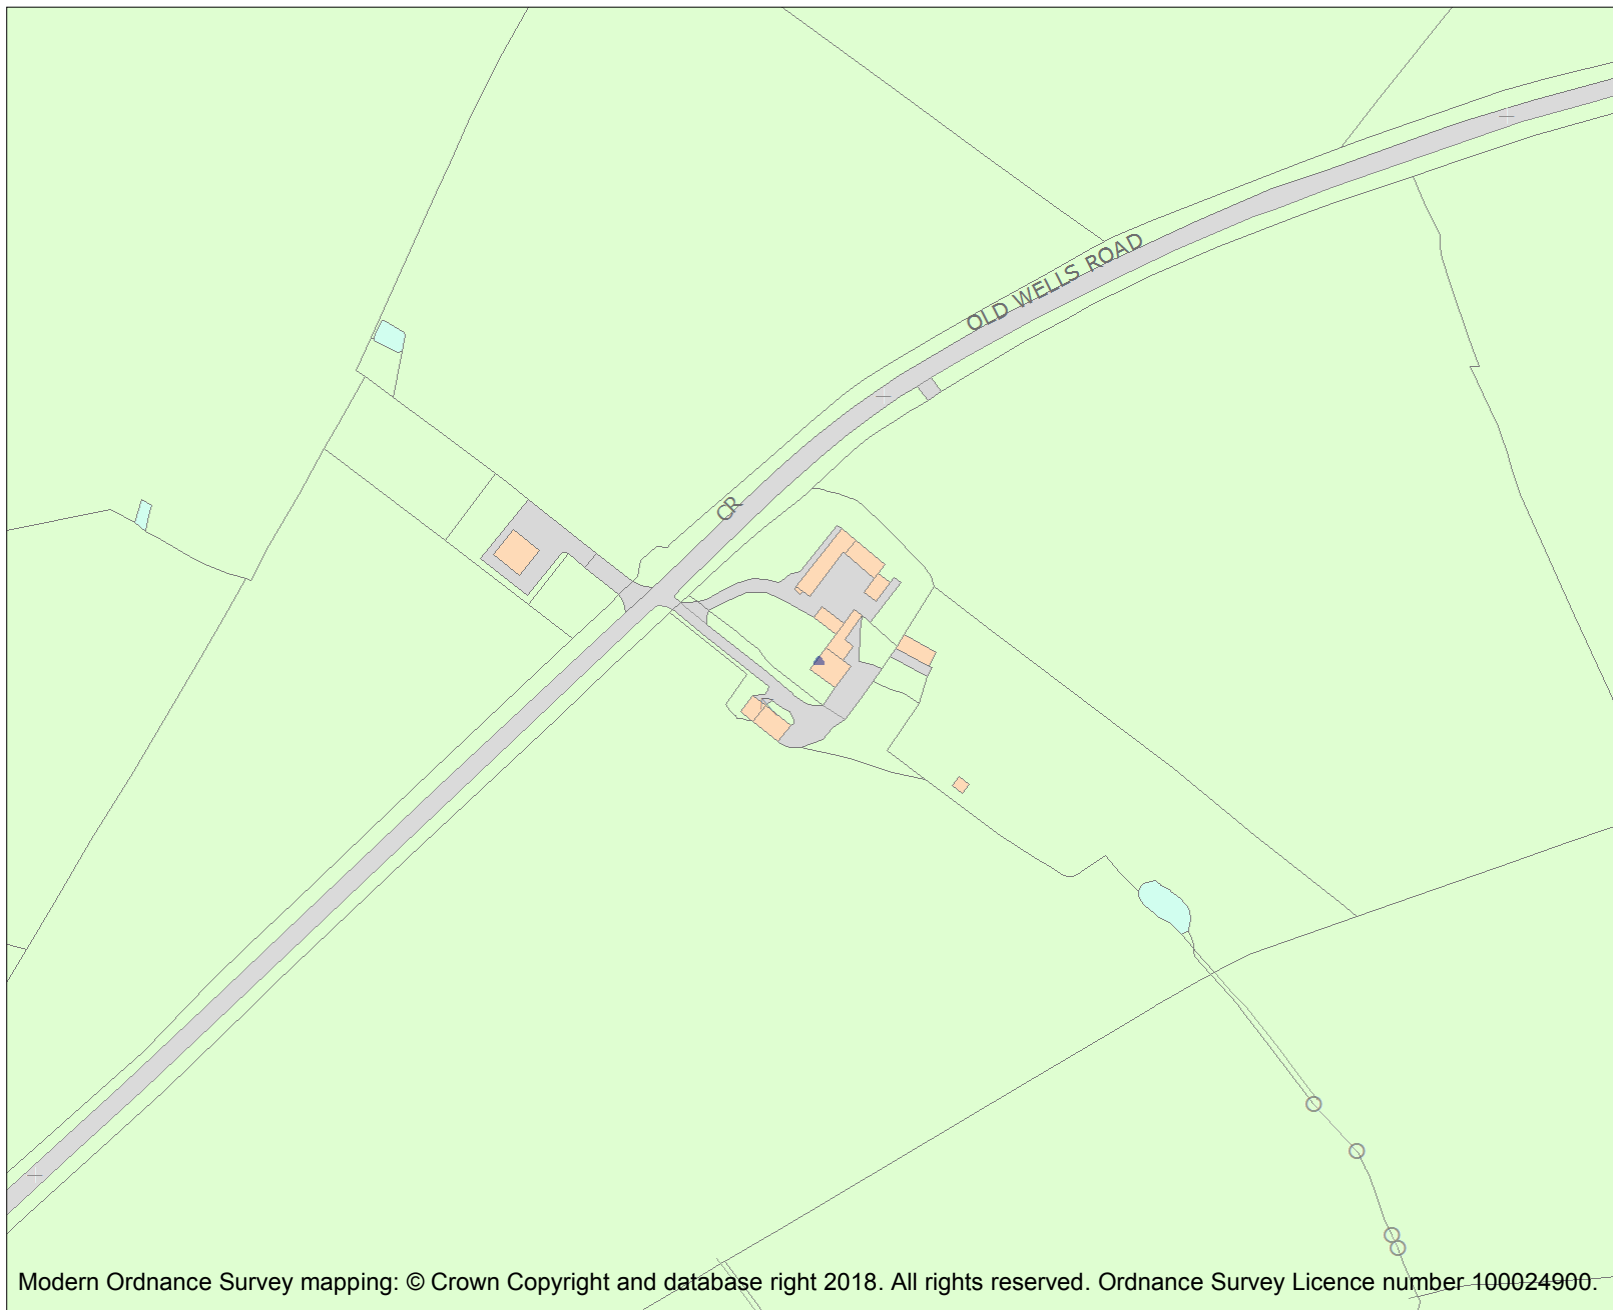 OLD WELLS ROAD
CR
Modern Ordnance Survey mapping: © Crown Copyright and database right 2018. All rights reserved. Ordnance Survey Licence number 100024900.